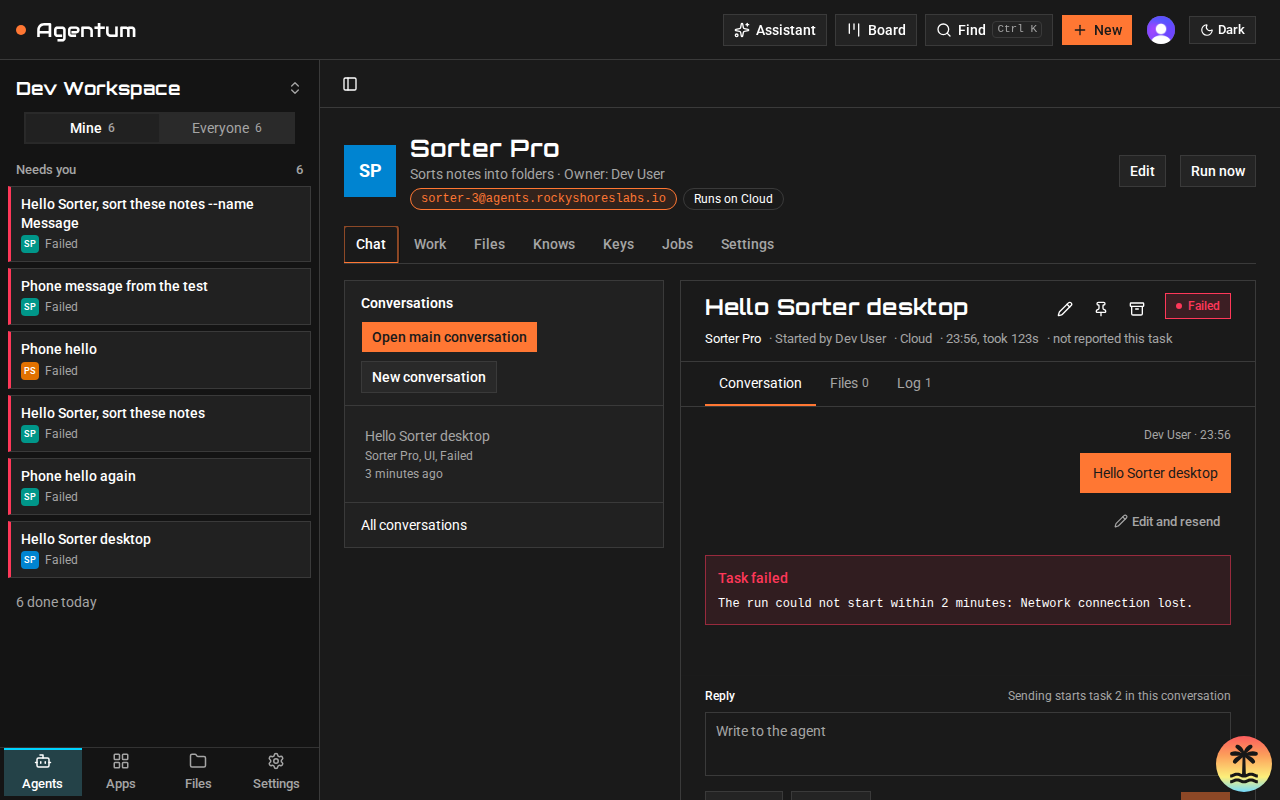 Agentum
Assistant
Board
Find Ctrl K
New
Dark
Dev Workspace
Mine 6
Everyone 6
Needs you 6
Hello Sorter, sort these notes --name
Message
SP Failed
Phone message from the test
SP Failed
Phone hello
PS Failed
Hello Sorter, sort these notes
SP Failed
Phone hello again
SP Failed
Hello Sorter desktop
SP Failed
6 done today
Agents
Apps
Files
Settings
SP
Sorter Pro
Sorts notes into folders · Owner: Dev User
sorter-3@agents.rockyshoreslabs.io
Runs on Cloud
Edit
Run now
Chat
Work
Files
Knows
Keys
Jobs
Settings
Conversations
Open main conversation
New conversation
Hello Sorter desktop
Sorter Pro, UI, Failed
3 minutes ago
All conversations
Hello Sorter desktop
Failed
Sorter Pro · Started by Dev User · Cloud · 23:56, took 123s · not reported this task
Conversation
Files 0
Log 1
Dev User · 23:56
Hello Sorter desktop
Edit and resend
Task failed
The run could not start within 2 minutes: Network connection lost.
Reply
Sending starts task 2 in this conversation
Write to the agent